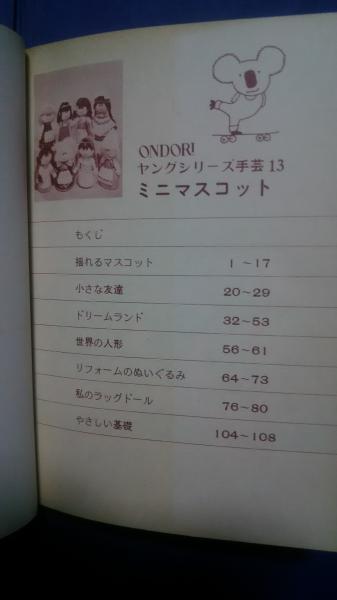 ONDORI
ヤングシリーズ手芸 13
ミニマスコット
もくじ
揺れるマスコット 1 〜17
小さな友達 20〜29
ドリームランド 32〜53
世界の人形 56〜61
リフォームのぬいぐるみ 64〜73
私のラッグドール 76〜80
やさしい基礎 104〜108